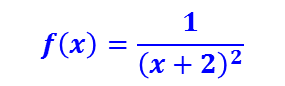 f(x) = 1/(x + 2)²